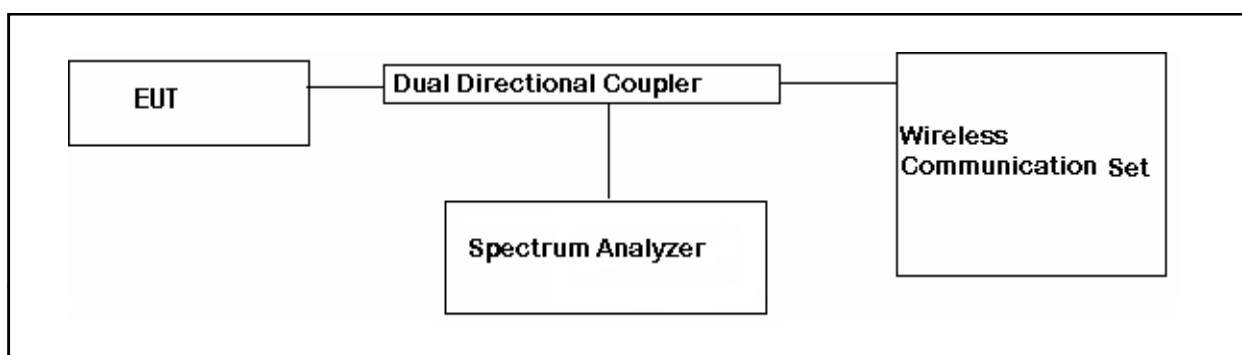 EUT
Dual Directional Coupler
Wireless
Communication Set
Spectrum Analyzer